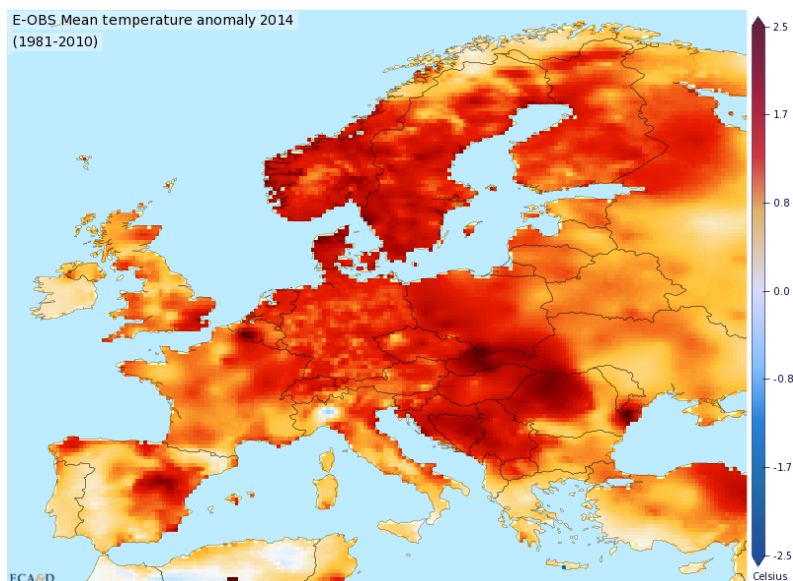 E-OBS Mean temperature anomaly 2014
(1981-2010)
2.5
1.7
0.8
0.0
-0.8
-1.7
-2.5
Celsius
ECA&D